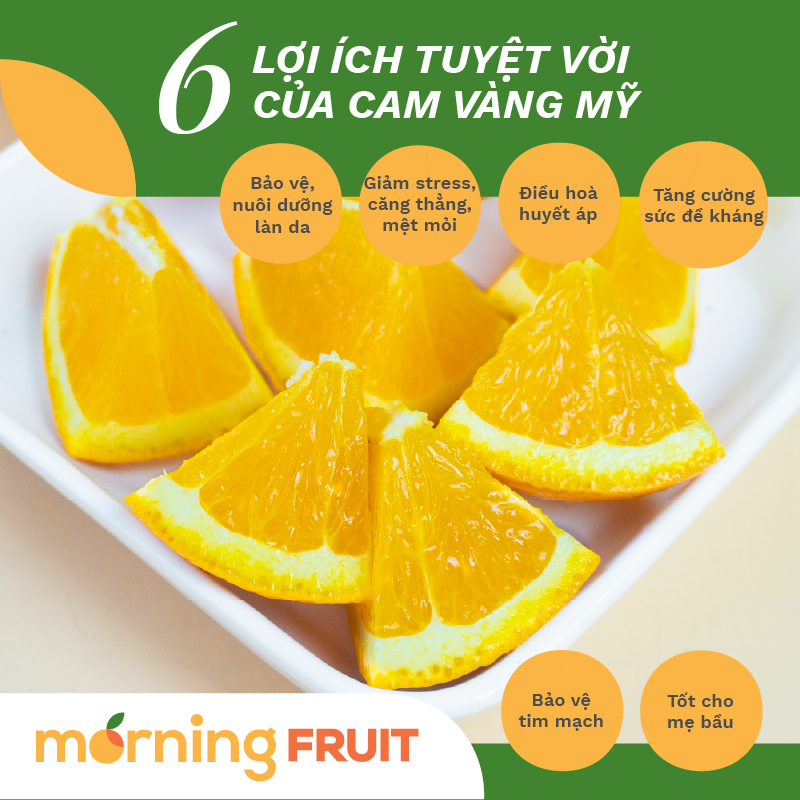 6
LỢI ÍCH TUYỆT VỜI
CỦA CAM VÀNG MỸ
Bảo vệ,
nuôi dưỡng
làn da
Giảm stress,
căng thẳng,
mệt mỏi
Điều hoà
huyết áp
Tăng cường
sức đề kháng
Bảo vệ
tim mạch
Tốt cho
mẹ bầu
morning FRUIT